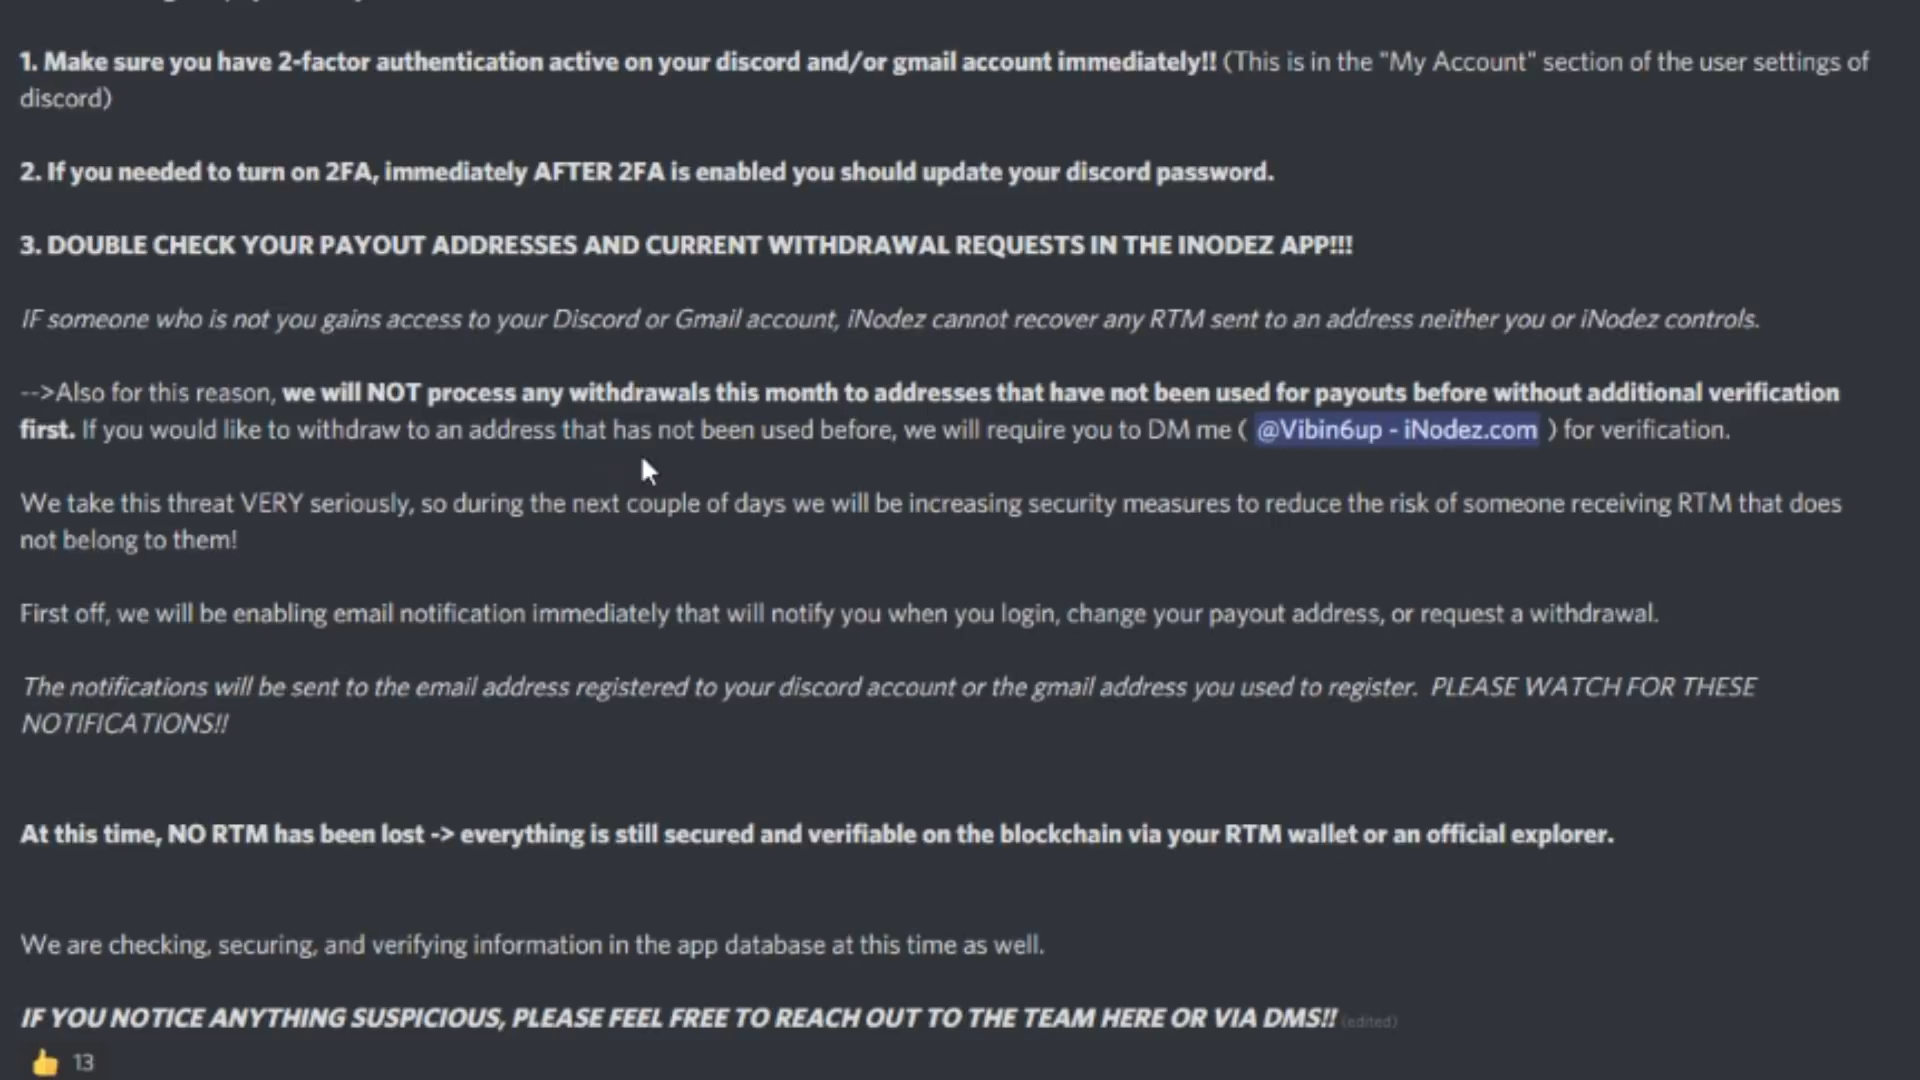 1. Make sure you have 2-factor authentication active on your discord and/or gmail account immediately!! (This is in the "My Account" section of the user settings of
discord)
2. If you needed to turn on 2FA, immediately AFTER 2FA is enabled you should update your discord password.
3. DOUBLE CHECK YOUR PAYOUT ADDRESSES AND CURRENT WITHDRAWAL REQUESTS IN THE INODEZ APP!!!
IF someone who is not you gains access to your Discord or Gmail account, iNodez cannot recover any RTM sent to an address neither you or iNodez controls.
-->Also for this reason, we will NOT process any withdrawals this month to addresses that have not been used for payouts before without additional verification
first. If you would like to withdraw to an address that has not been used before, we will require you to DM me ( @Vibin6up - iNodez.com ) for verification.
We take this threat VERY seriously, so during the next couple of days we will be increasing security measures to reduce the risk of someone receiving RTM that does
not belong to them!
First off, we will be enabling email notification immediately that will notify you when you login, change your payout address, or request a withdrawal.
The notifications will be sent to the email address registered to your discord account or the gmail address you used to register. PLEASE WATCH FOR THESE
NOTIFICATIONS!!
At this time, NO RTM has been lost -> everything is still secured and verifiable on the blockchain via your RTM wallet or an official explorer.
We are checking, securing, and verifying information in the app database at this time as well.
IF YOU NOTICE ANYTHING SUSPICIOUS, PLEASE FEEL FREE TO REACH OUT TO THE TEAM HERE OR VIA DMS!! (edited)
13